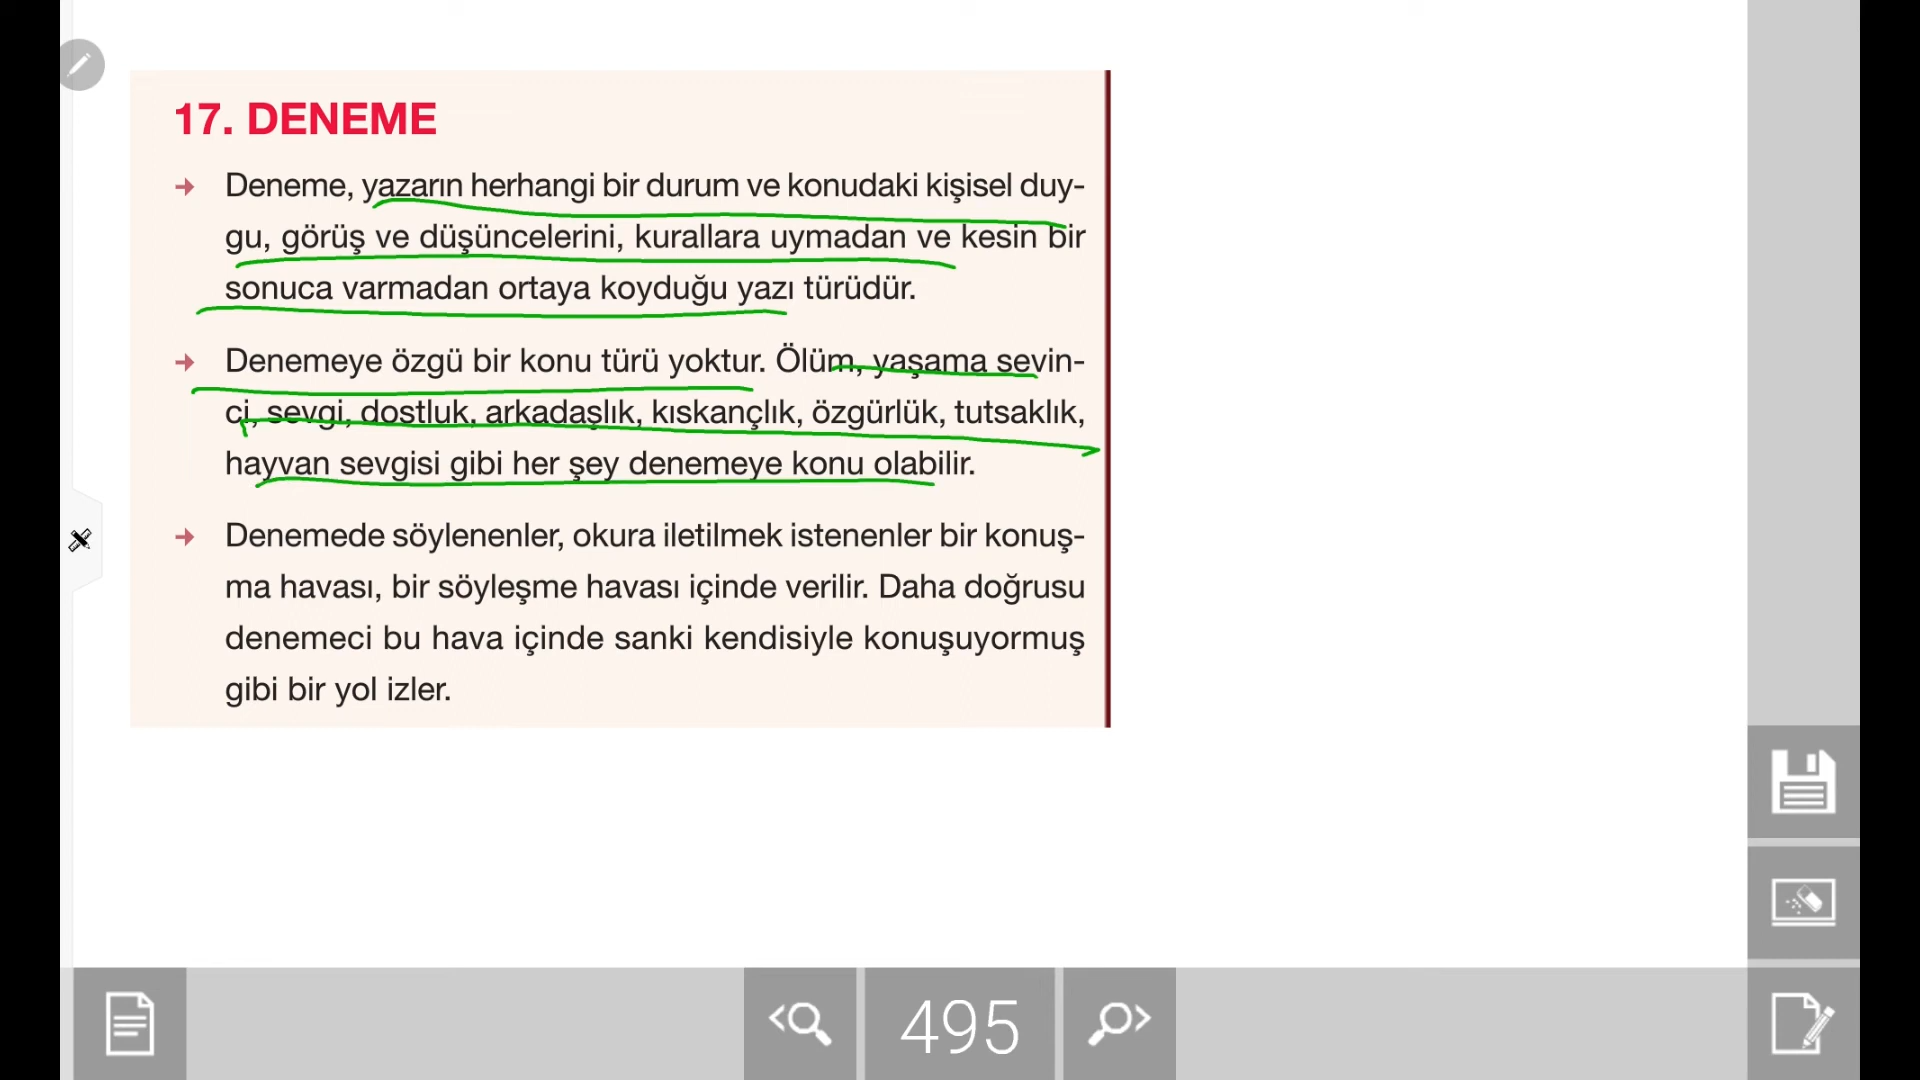 17. DENEME
Deneme, yazarın herhangi bir durum ve konudaki kişisel duy-
gu, görüş ve düşüncelerini, kurallara uymadan ve kesin bir
sonuca varmadan ortaya koyduğu yazı türüdür.
Denemeye özgü bir konu türü yoktur. Ölüm, yaşama sevin-
ci, sevgi, dostluk, arkadaşlık, kıskançlık, özgürlük, tutsaklık,
hayvan sevgisi gibi her şey denemeye konu olabilir.
Denemede söylenenler, okura iletilmek istenenler bir konuş-
ma havası, bir söyleşme havası içinde verilir. Daha doğrusu
denemeci bu hava içinde sanki kendisiyle konuşuyormuş
gibi bir yol izler.
495